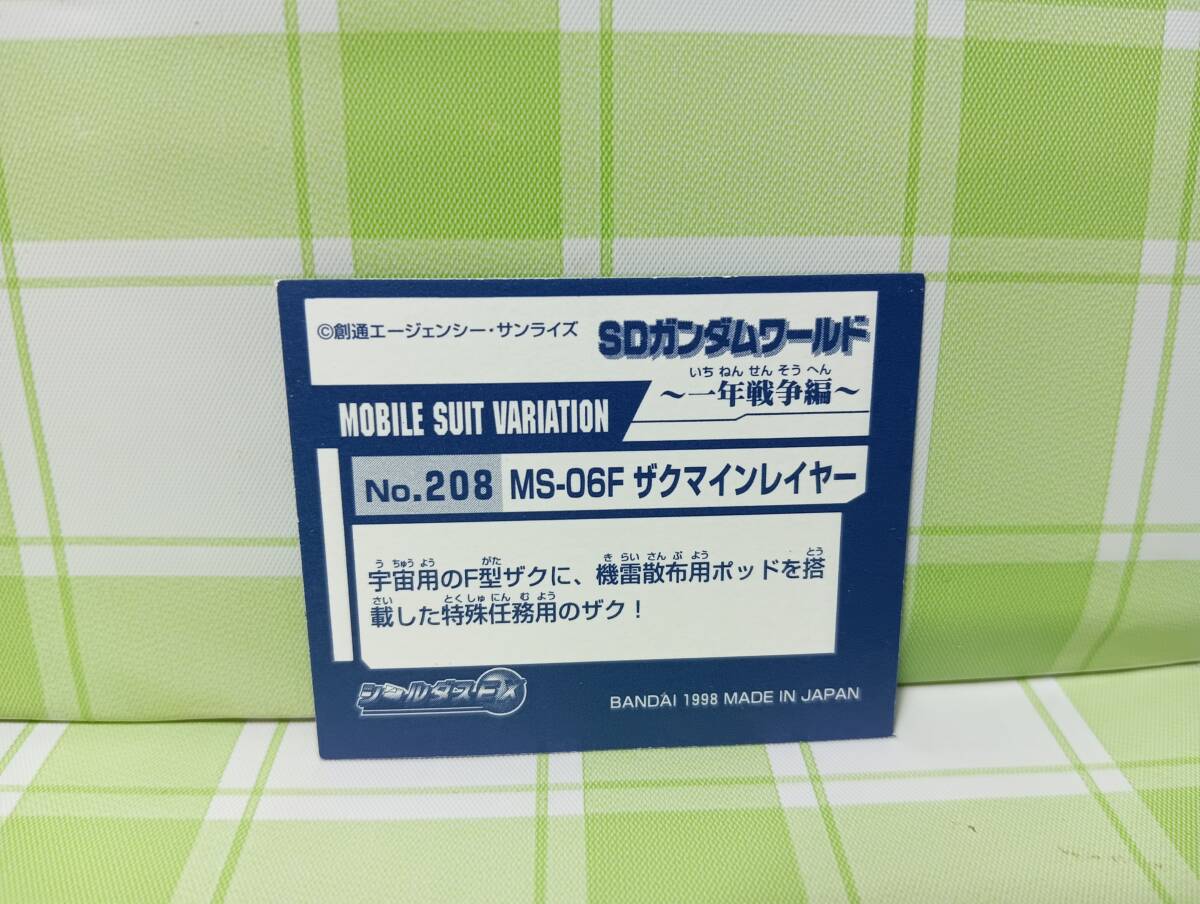 ©創通エージェンシー・サンライズ
SDガンダムワールド
いちねんせんそうへん
～一年戦争編～
MOBILE SUIT VARIATION
No.208 MS-06F ザクマインレイヤー
うちゅうよう がた きらいさんぷよう とう
宇宙用のF型ザクに、機雷散布用ポッドを搭
さい とくしゅにんむよう
載した特殊任務用のザク！
シールダスEX
BANDAI 1998 MADE IN JAPAN